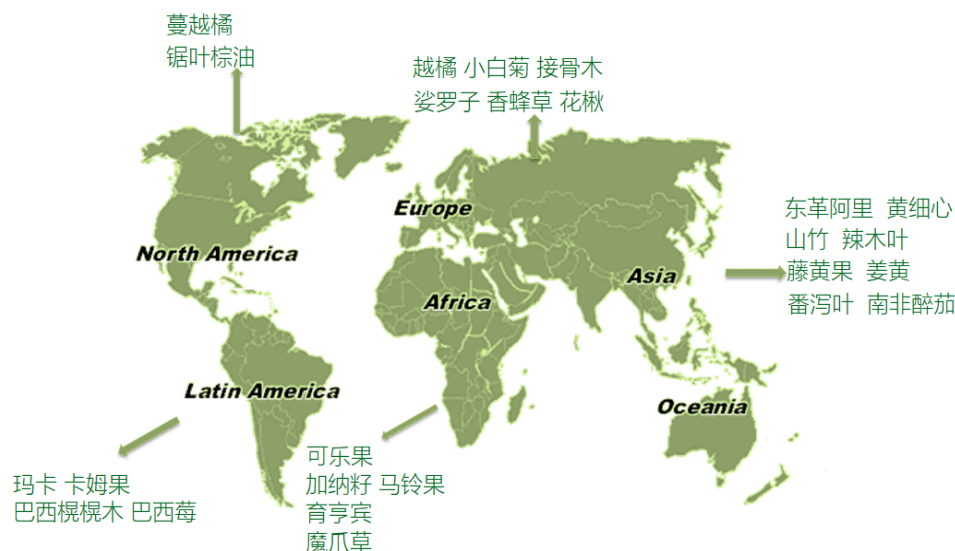 蔓越橘
锯叶棕油
越橘 小白菊 接骨木
娑罗子 香蜂草 花楸
Europe
North America
Asia
Africa
东革阿里 黄细心
山竹 辣木叶
藤黄果 姜黄
番泻叶 南非醉茄
Latin America
Oceania
玛卡 卡姆果
巴西榥榥木 巴西莓
可乐果
加纳籽 马铃果
育亨宾
魔爪草